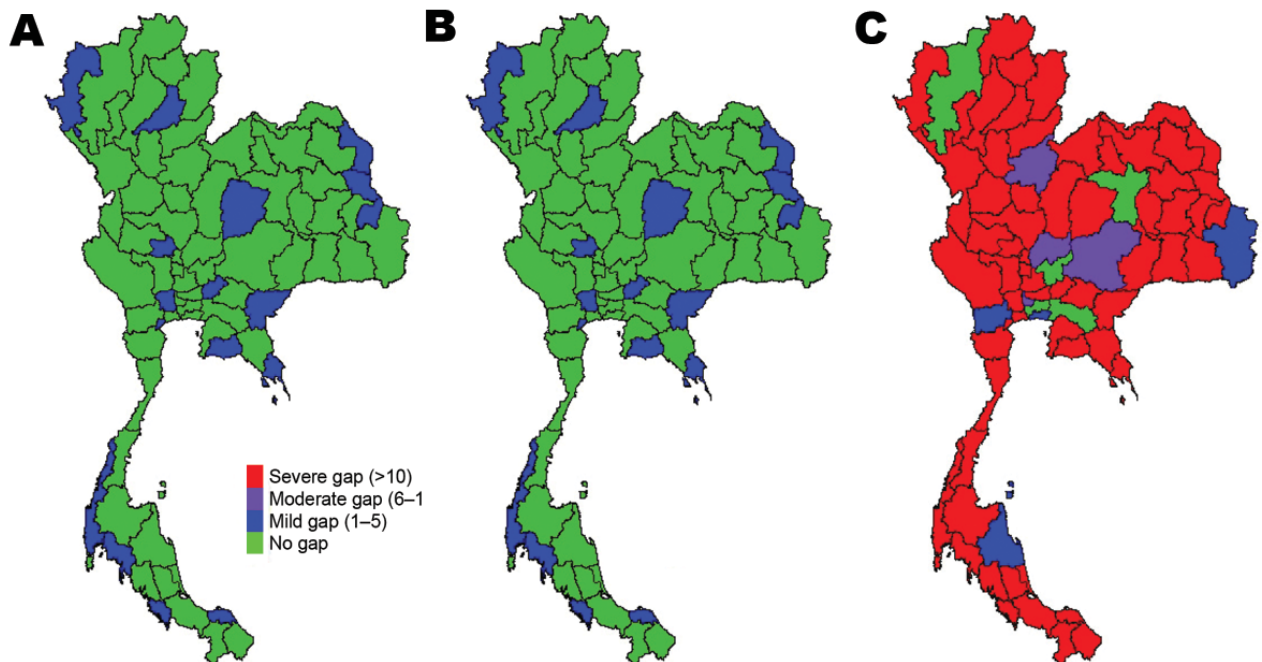 A B C
Severe gap (>10)
Moderate gap (6–1
Mild gap (1–5)
No gap